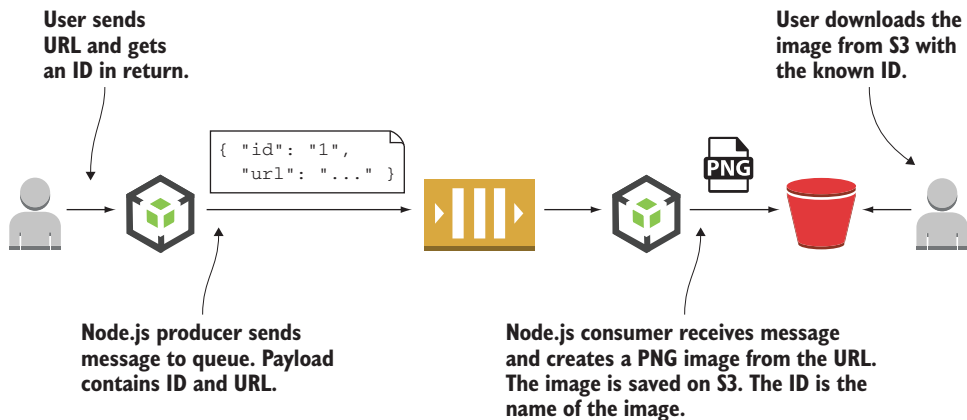 User sends
URL and gets
an ID in return.
User downloads the
image from S3 with
the known ID.
{ "id": "1",
"url": "..." }
PNG
Node.js producer sends
message to queue. Payload
contains ID and URL.
Node.js consumer receives message
and creates a PNG image from the URL.
The image is saved on S3. The ID is the
name of the image.